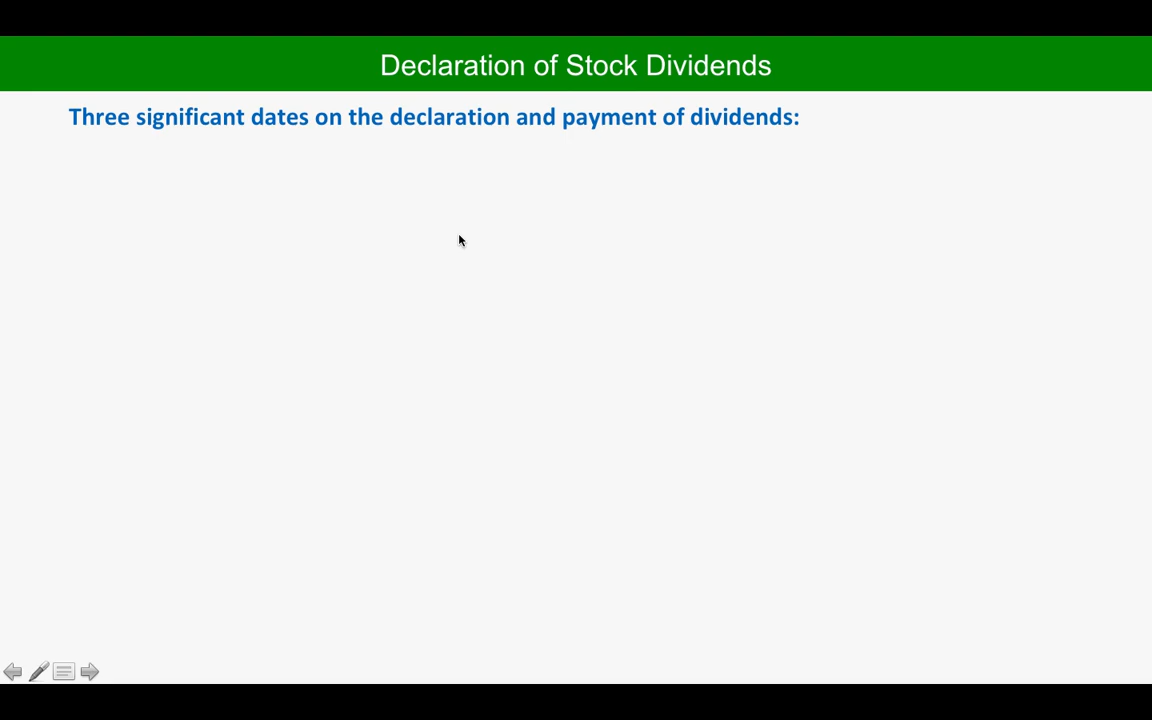 Declaration of Stock Dividends
Three significant dates on the declaration and payment of dividends: